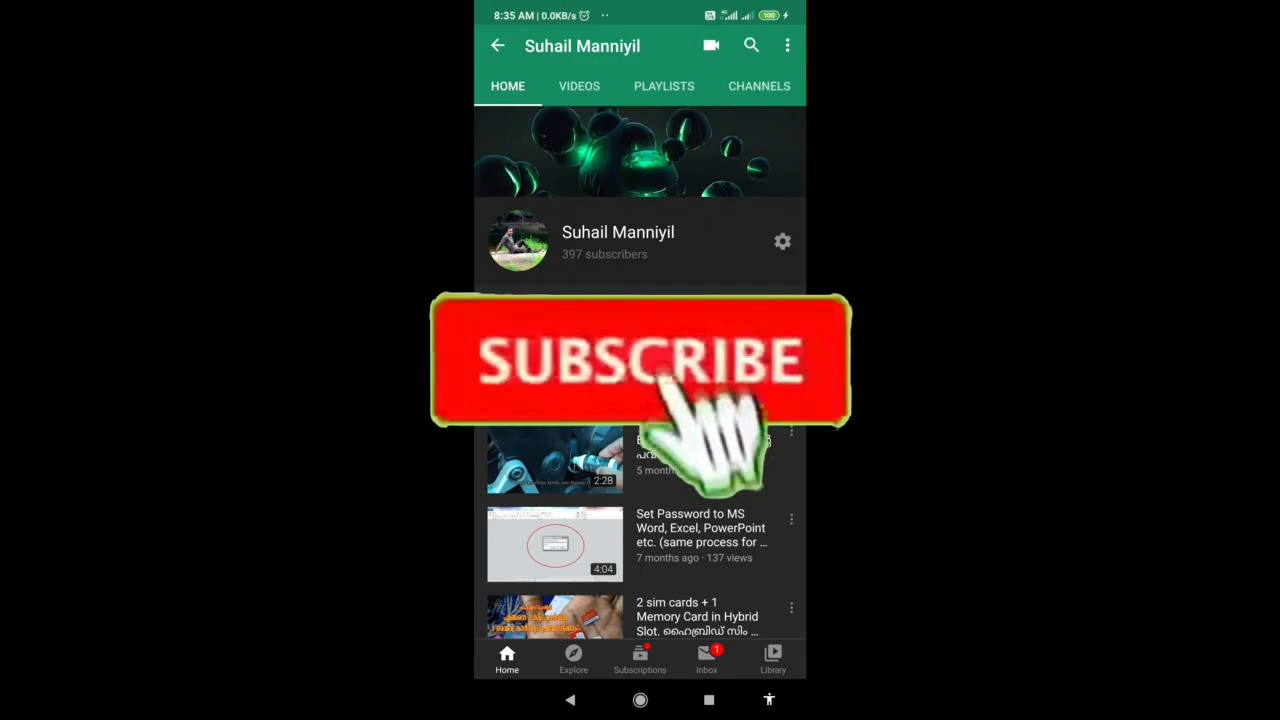 8:35 AM | 0.0KB/s
4G
100
Suhail Manniyil
HOME
VIDEOS
PLAYLISTS
CHANNELS
Suhail Manniyil
397 subscribers
SUBSCRIBE
2:28
5 month
Set Password to MS
Word, Excel, PowerPoint
etc. (same process for ...
7 months ago · 137 views
4:04
2 sim cards + 1
Memory Card in Hybrid
Slot. ഹൈബ്രിഡ് സിം ...
Home
Explore
Subscriptions
1
Inbox
Library